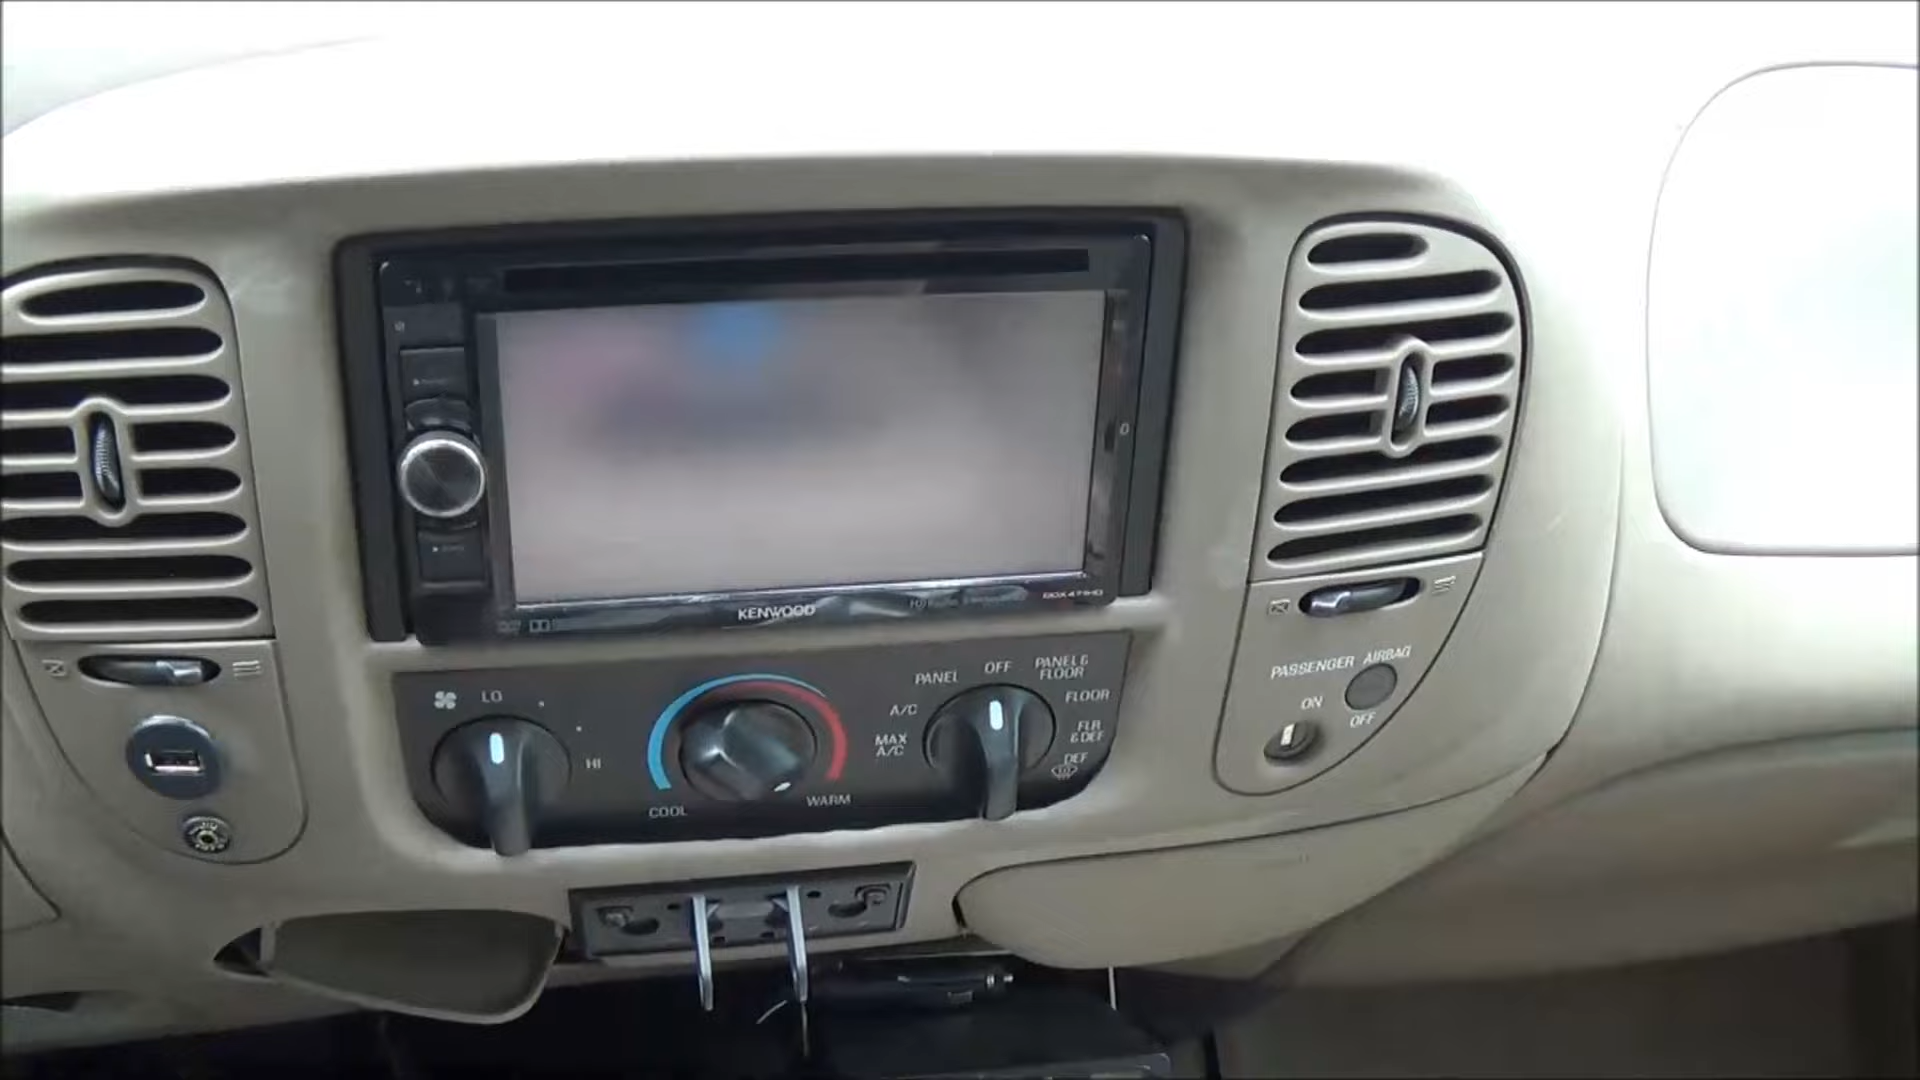 KENWOOD
LO
HI
COOL
WARM
PANEL
OFF
PANEL &
FLOOR
A/C
FLOOR
MAX
A/C
FLR
& DEF
DEF
PASSENGER AIRBAG
ON
OFF